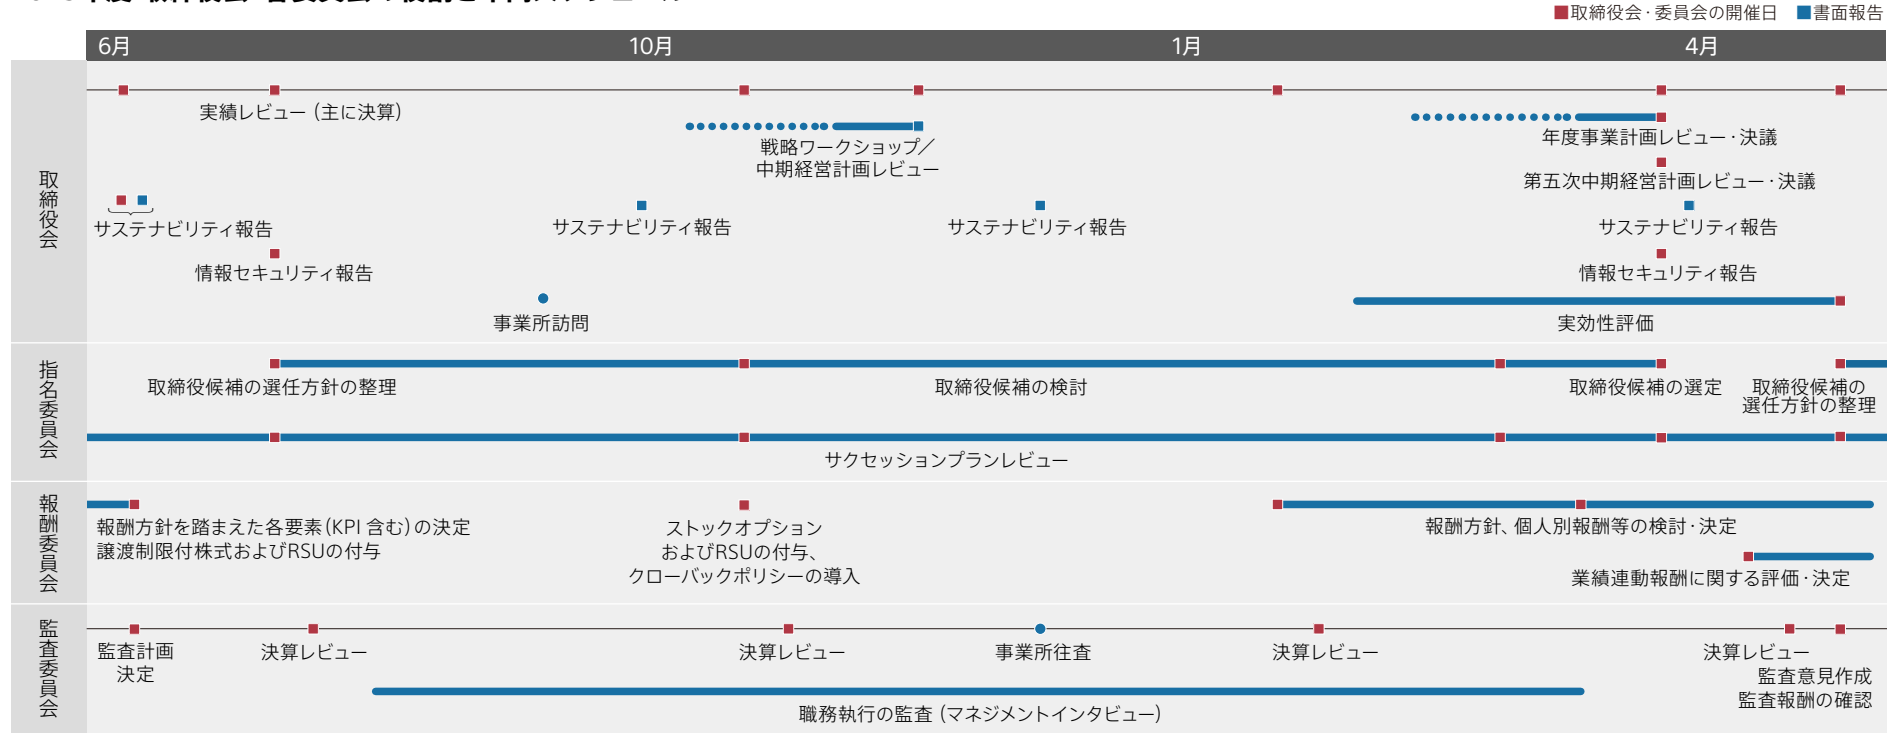 取締役会・委員会の開催日 書面報告
6月 10月 1月 4月
取締役会
実績レビュー（主に決算）
戦略ワークショップ／
中期経営計画レビュー
年度事業計画レビュー・決議
第五次中期経営計画レビュー・決議
サステナビリティ報告 サステナビリティ報告 サステナビリティ報告 サステナビリティ報告
情報セキュリティ報告 情報セキュリティ報告
事業所訪問 実効性評価
指名委員会
取締役候補の選任方針の整理 取締役候補の検討 取締役候補の選定 取締役候補の
選任方針の整理
サクセッションプランレビュー
報酬委員会
報酬方針を踏まえた各要素（KPI 含む）の決定
譲渡制限付株式およびRSUの付与
ストックオプション
およびRSUの付与、
クローバックポリシーの導入
報酬方針、個人別報酬等の検討・決定
業績連動報酬に関する評価・決定
監査委員会
監査計画
決定
決算レビュー 決算レビュー 事業所往査 決算レビュー 決算レビュー
監査意見作成
監査報酬の確認
職務執行の監査（マネジメントインタビュー）